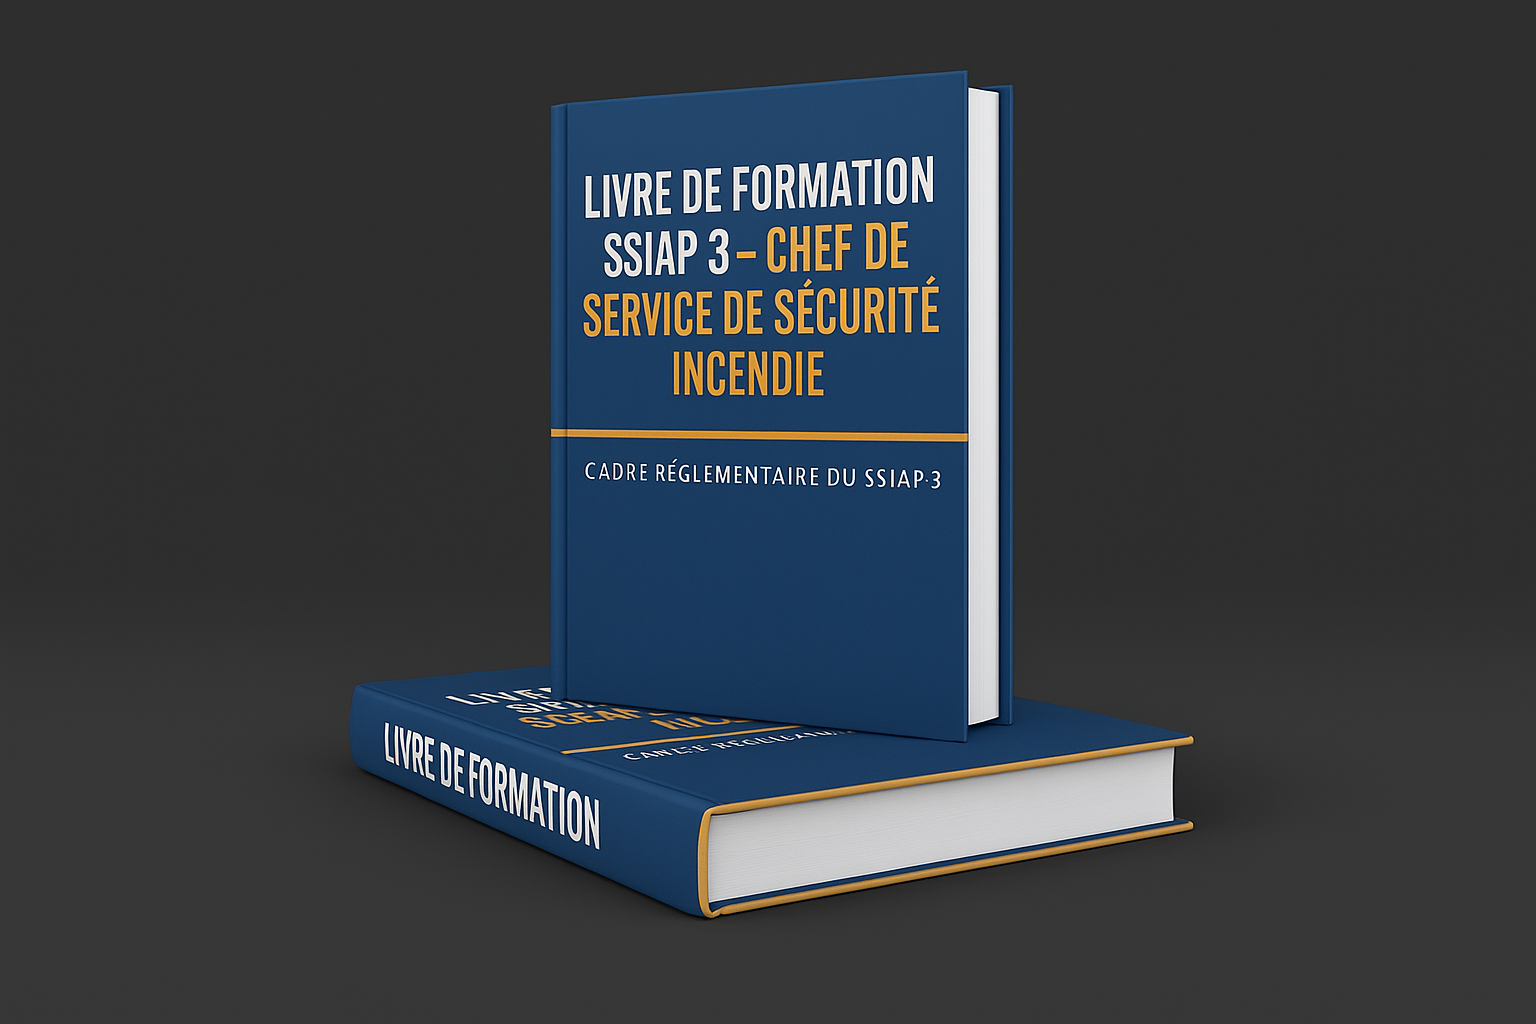 LIVRE DE FORMATION
SSIAP 3 – CHEF DE
SERVICE DE SÉCURITÉ
INCENDIE
CADRE RÉGLEMENTAIRE DU SSIAP·3
LIVRE DE FORMATION